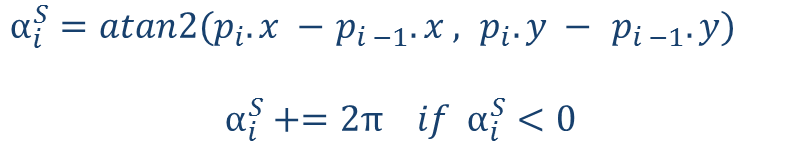 α_i^S = atan2(p_i.x − p_{i−1}.x , p_i.y − p_{i−1}.y)
α_i^S += 2π if α_i^S < 0